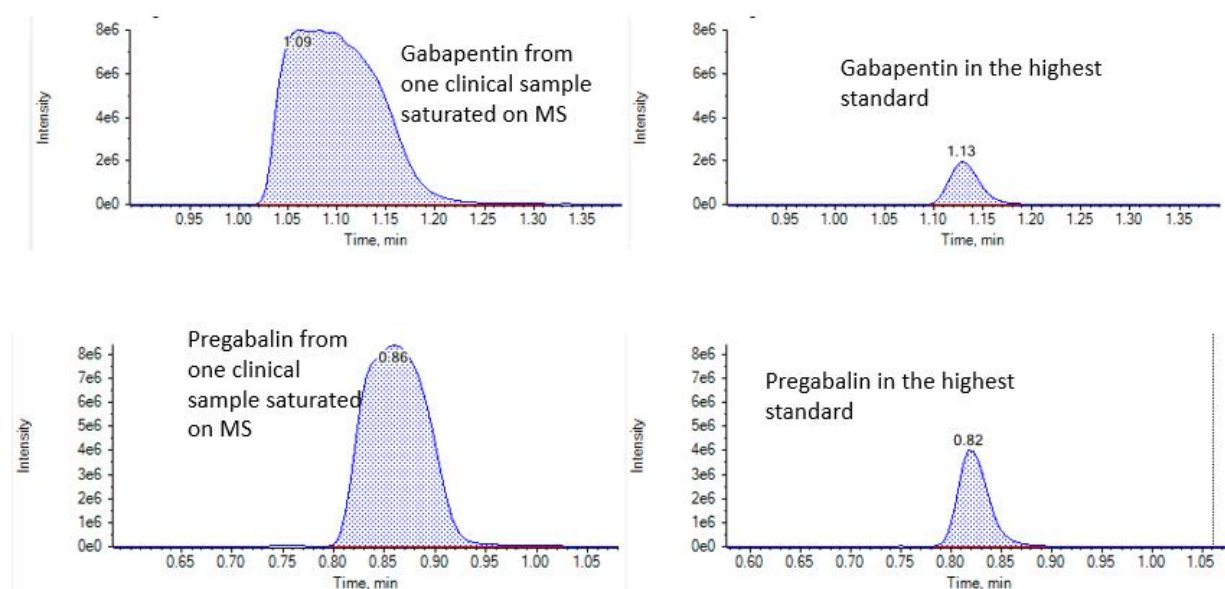 8e6
1.09
Gabapentin from
one clinical sample
saturated on MS
6e6
4e6
2e6
0e0
Intensity
0.95 1.00 1.05 1.10 1.15 1.20 1.25 1.30 1.35
Time, min
8e6
Gabapentin in the highest
standard
6e6
4e6
1.13
2e6
0e0
Intensity
0.95 1.00 1.05 1.10 1.15 1.20 1.25 1.30 1.35
Time, min
Pregabalin from
one clinical
sample saturated
on MS
8e6
0.86
7e6
6e6
5e6
4e6
3e6
2e6
1e6
0e0
Intensity
0.65 0.70 0.75 0.80 0.85 0.90 0.95 1.00 1.05
Time, min
8e6
7e6
Pregabalin in the highest
standard
6e6
5e6
0.82
4e6
3e6
2e6
1e6
0e0
Intensity
0.60 0.65 0.70 0.75 0.80 0.85 0.90 0.95 1.00 1.05
Time, min